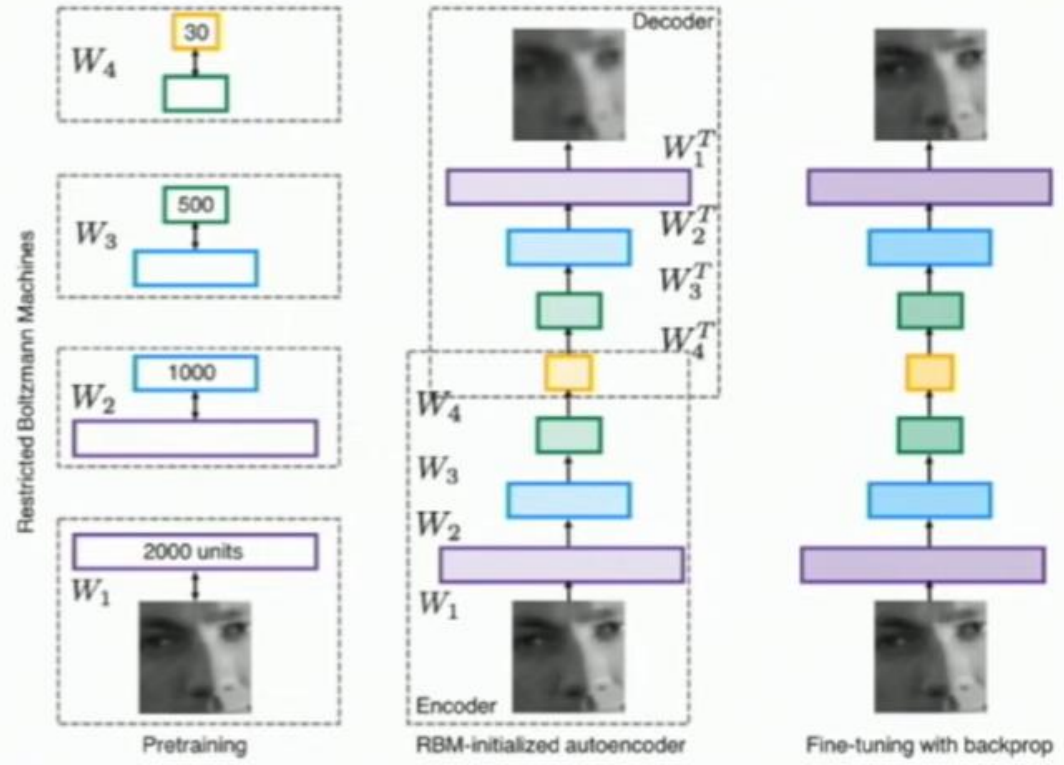 Restricted Boltzmann Machines
30
W₄
500
W₃
1000
W₂
2000 units
W₁
Pretraining
Decoder
W₁ᵀ
W₂ᵀ
W₃ᵀ
W₄ᵀ
W₄
W₃
W₂
W₁
Encoder
RBM-initialized autoencoder
Fine-tuning with backprop